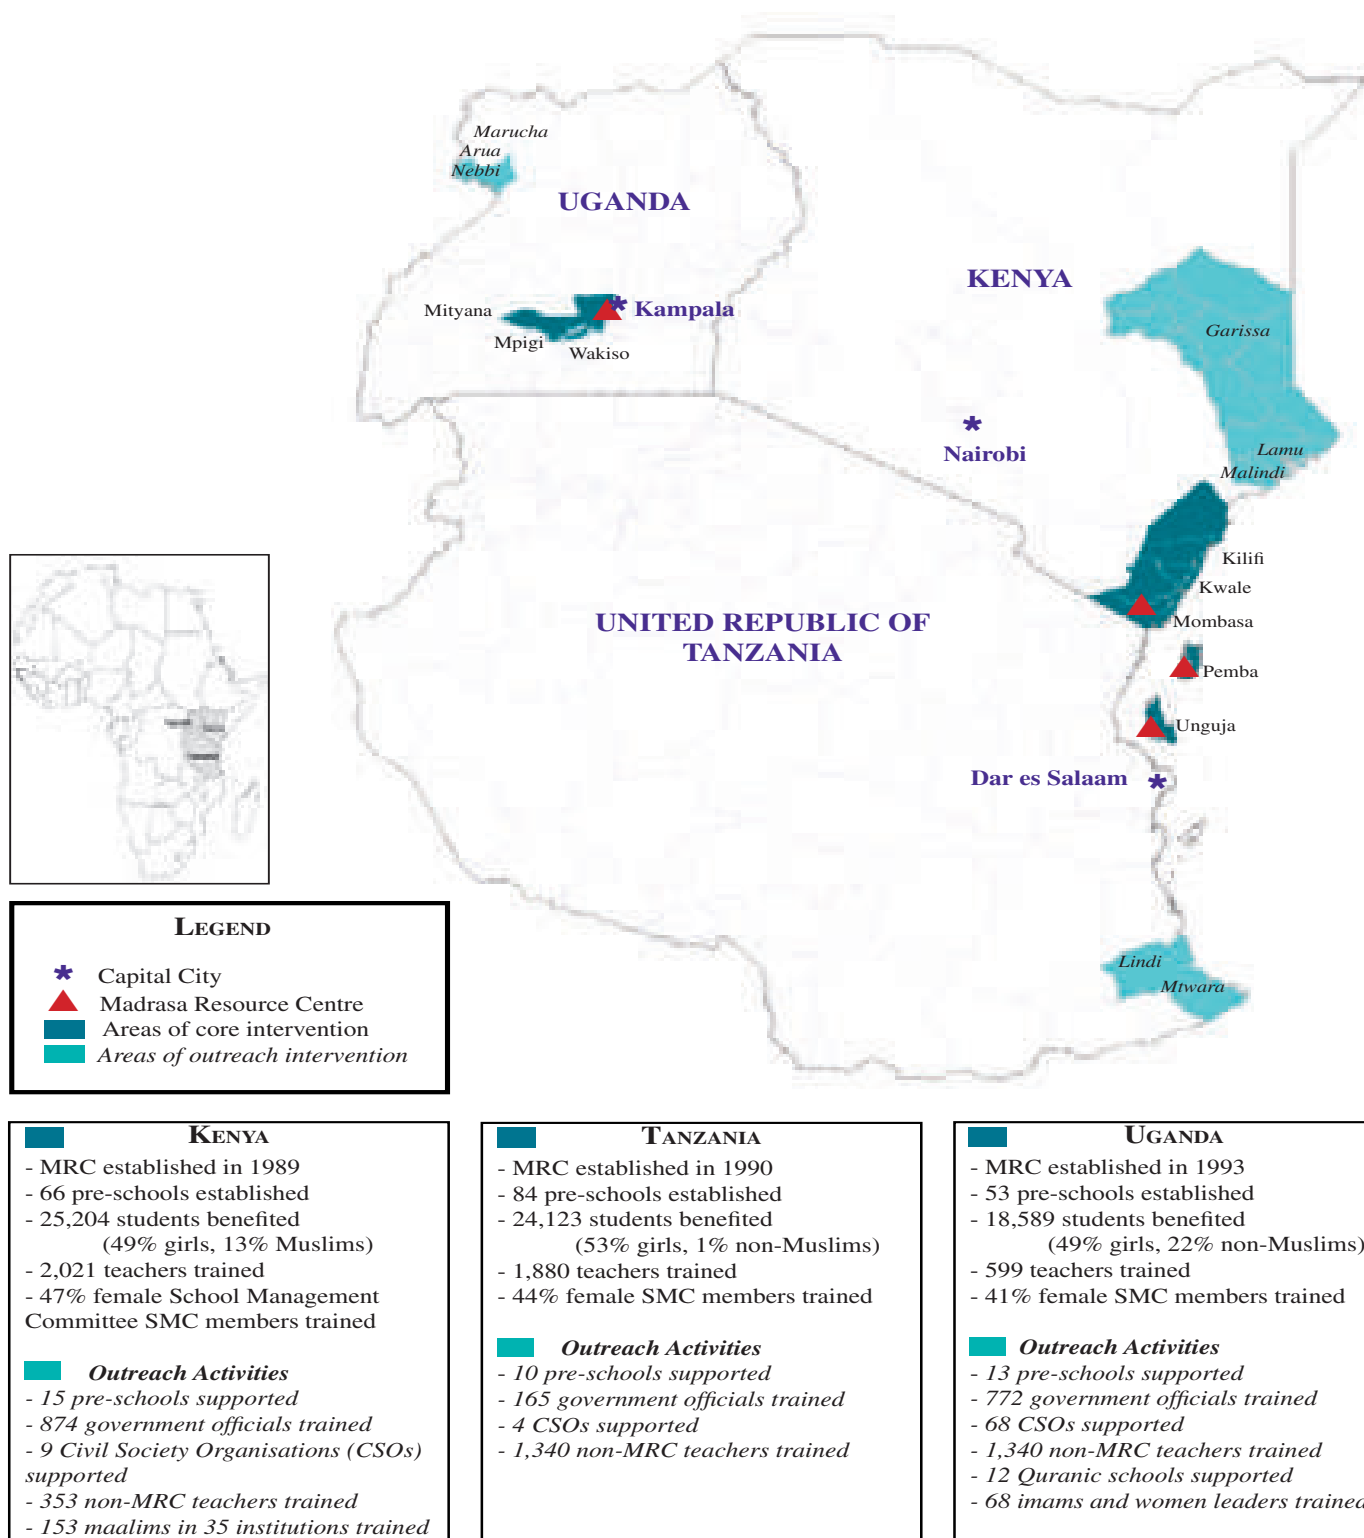 Marucha
Arua
Nebbi
UGANDA
KENYA
Mityana
Kampala
Mpigi
Wakiso
Garissa
Nairobi
Lamu
Malindi
Kilifi
Kwale
Mombasa
UNITED REPUBLIC OF
TANZANIA
Pemba
Unguja
Dar es Salaam
Lindi
Mtwara
LEGEND
* Capital City
Madrasa Resource Centre
Areas of core intervention
Areas of outreach intervention
KENYA
- MRC established in 1989
- 66 pre-schools established
- 25,204 students benefited
(49% girls, 13% Muslims)
- 2,021 teachers trained
- 47% female School Management
Committee SMC members trained
Outreach Activities
- 15 pre-schools supported
- 874 government officials trained
- 9 Civil Society Organisations (CSOs)
supported
- 353 non-MRC teachers trained
- 153 maalims in 35 institutions trained
TANZANIA
- MRC established in 1990
- 84 pre-schools established
- 24,123 students benefited
(53% girls, 1% non-Muslims)
- 1,880 teachers trained
- 44% female SMC members trained
Outreach Activities
- 10 pre-schools supported
- 165 government officials trained
- 4 CSOs supported
- 1,340 non-MRC teachers trained
UGANDA
- MRC established in 1993
- 53 pre-schools established
- 18,589 students benefited
(49% girls, 22% non-Muslims)
- 599 teachers trained
- 41% female SMC members trained
Outreach Activities
- 13 pre-schools supported
- 772 government officials trained
- 68 CSOs supported
- 1,340 non-MRC teachers trained
- 12 Quranic schools supported
- 68 imams and women leaders trained